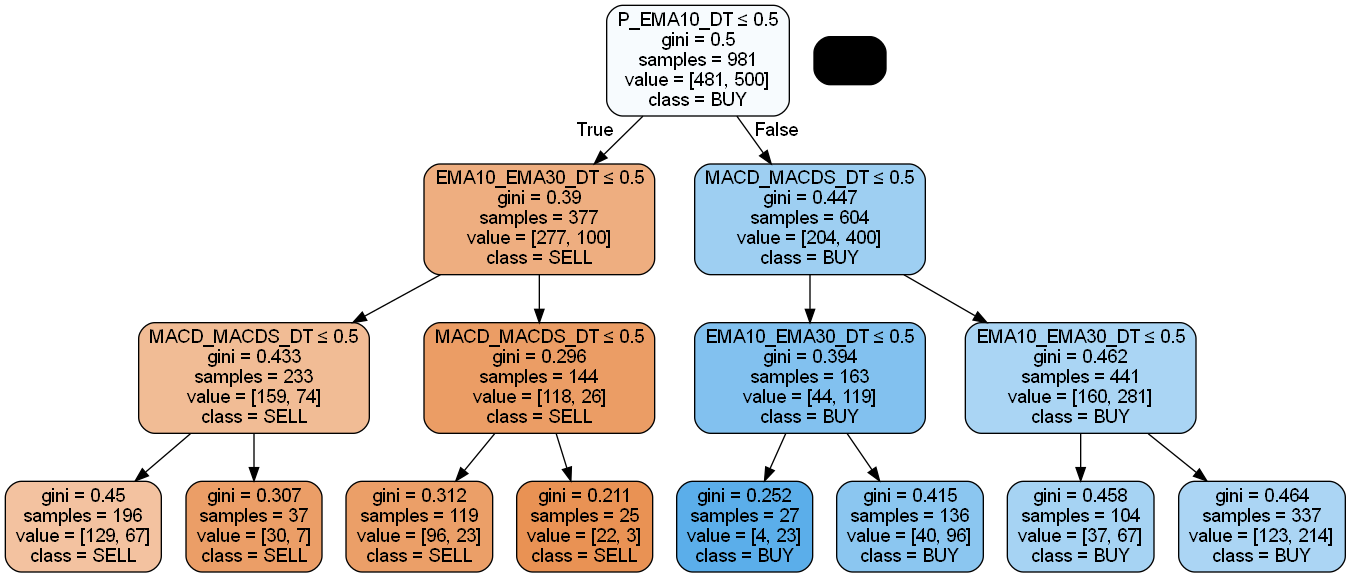 P_EMA10_DT ≤ 0.5
gini = 0.5
samples = 981
value = [481, 500]
class = BUY
True
False
EMA10_EMA30_DT ≤ 0.5
gini = 0.39
samples = 377
value = [277, 100]
class = SELL
MACD_MACDS_DT ≤ 0.5
gini = 0.447
samples = 604
value = [204, 400]
class = BUY
MACD_MACDS_DT ≤ 0.5
gini = 0.433
samples = 233
value = [159, 74]
class = SELL
MACD_MACDS_DT ≤ 0.5
gini = 0.296
samples = 144
value = [118, 26]
class = SELL
EMA10_EMA30_DT ≤ 0.5
gini = 0.394
samples = 163
value = [44, 119]
class = BUY
EMA10_EMA30_DT ≤ 0.5
gini = 0.462
samples = 441
value = [160, 281]
class = BUY
gini = 0.45
samples = 196
value = [129, 67]
class = SELL
gini = 0.307
samples = 37
value = [30, 7]
class = SELL
gini = 0.312
samples = 119
value = [96, 23]
class = SELL
gini = 0.211
samples = 25
value = [22, 3]
class = SELL
gini = 0.252
samples = 27
value = [4, 23]
class = BUY
gini = 0.415
samples = 136
value = [40, 96]
class = BUY
gini = 0.458
samples = 104
value = [37, 67]
class = BUY
gini = 0.464
samples = 337
value = [123, 214]
class = BUY